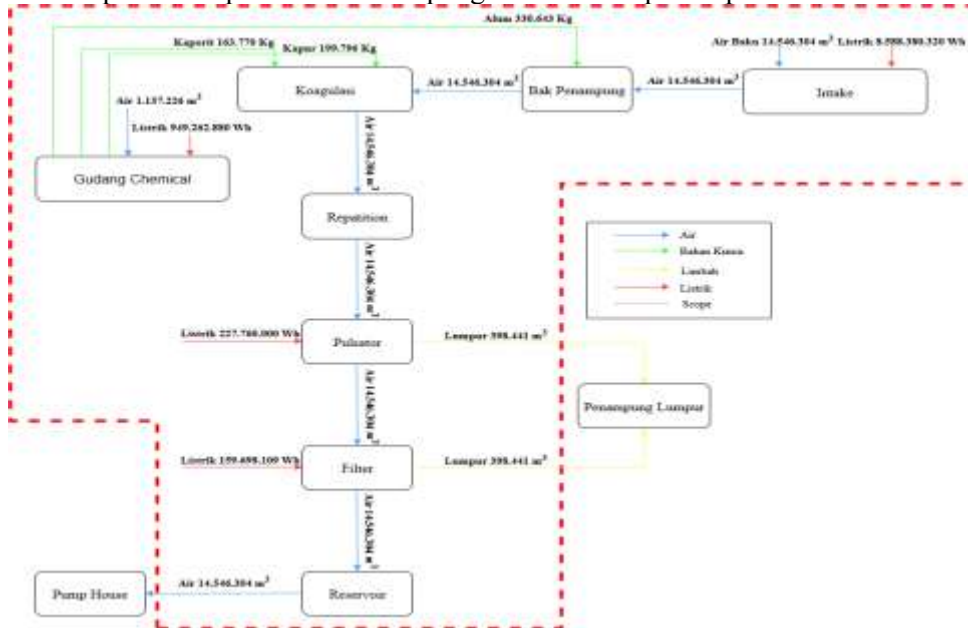 Alum 330.643 Kg
Kaporit 163.770 Kg
Kapur 199.796 Kg
Air Baku 14.546.304 m³
Listrik 8.588.380.320 Wh
Koagulasi
Air 14.546.304 m³
Bak Penampung
Air 14.546.304 m³
Intake
Air 1.137.226 m³
Listrik 949.262.880 Wh
Gudang Chemical
Air 14.546.304 m³
Repatition
Air 14.546.304 m³
Air
Bahan Kimia
Limbah
Listrik
Scope
Listrik 227.760.000 Wh
Pulsator
Lumpur 398.441 m³
Air 14.546.304 m³
Penampung Lumpur
Listrik 159.698.100 Wh
Filter
Lumpur 398.441 m³
Air 14.546.304 m³
Pump House
Air 14.546.304 m³
Reservoir